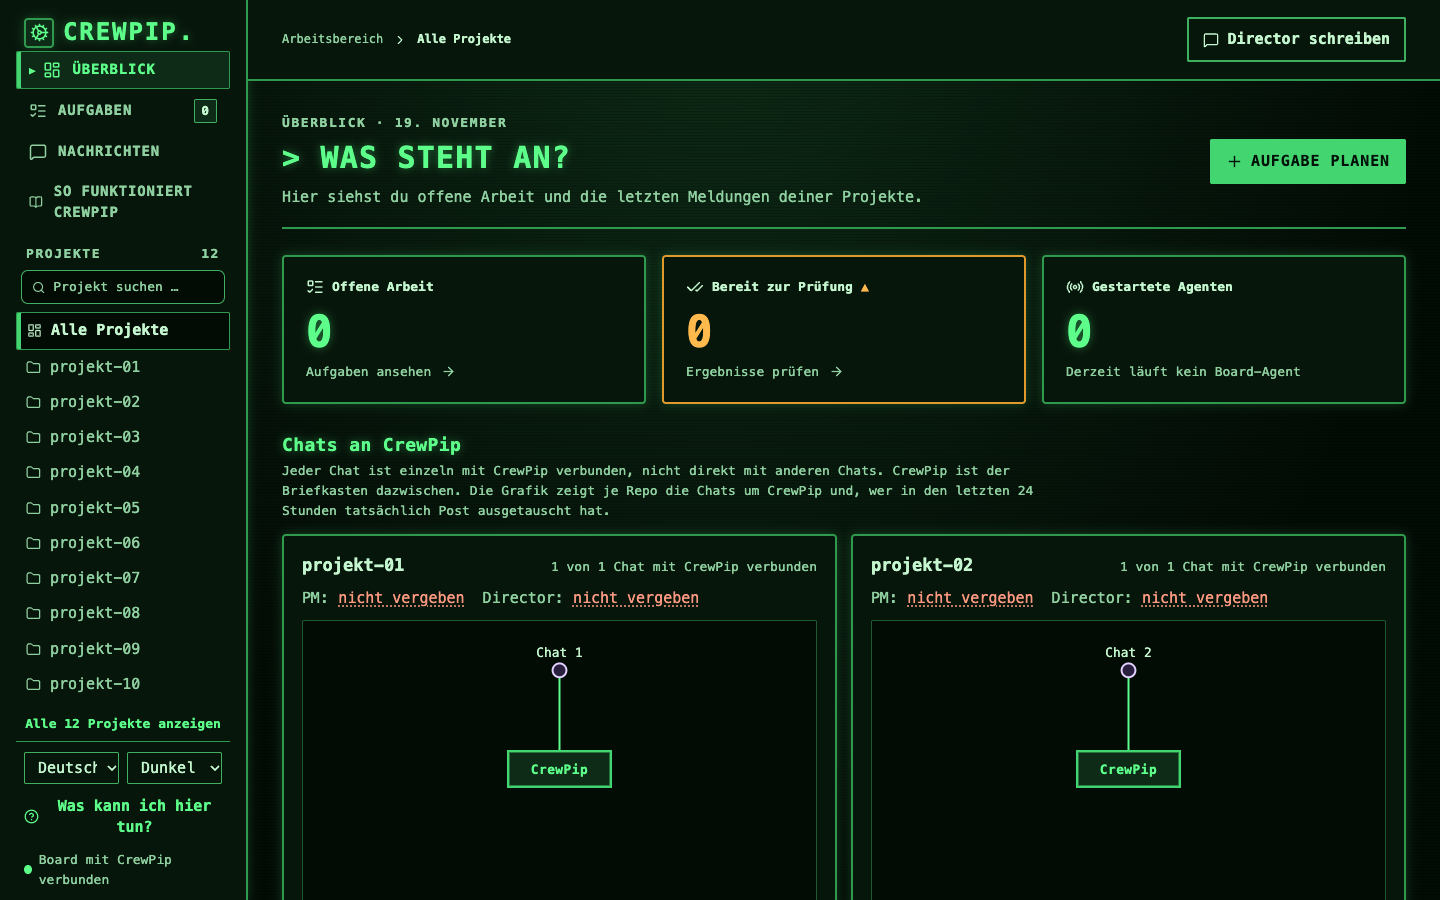 CREWPIP.
ÜBERBLICK
AUFGABEN 0
NACHRICHTEN
SO FUNKTIONIERT
CREWPIP
PROJEKTE 12
Projekt suchen …
Alle Projekte
projekt-01
projekt-02
projekt-03
projekt-04
projekt-05
projekt-06
projekt-07
projekt-08
projekt-09
projekt-10
Alle 12 Projekte anzeigen
Deutsch Dunkel
Was kann ich hier
tun?
Board mit CrewPip
verbunden
Arbeitsbereich > Alle Projekte
Director schreiben
ÜBERBLICK · 19. NOVEMBER
> WAS STEHT AN?
Hier siehst du offene Arbeit und die letzten Meldungen deiner Projekte.
+ AUFGABE PLANEN
Offene Arbeit
0
Aufgaben ansehen →
Bereit zur Prüfung ▲
0
Ergebnisse prüfen →
Gestartete Agenten
0
Derzeit läuft kein Board-Agent
Chats an CrewPip
Jeder Chat ist einzeln mit CrewPip verbunden, nicht direkt mit anderen Chats. CrewPip ist der
Briefkasten dazwischen. Die Grafik zeigt je Repo die Chats um CrewPip und, wer in den letzten 24
Stunden tatsächlich Post ausgetauscht hat.
projekt-01 1 von 1 Chat mit CrewPip verbunden
PM: nicht vergeben Director: nicht vergeben
Chat 1
CrewPip
projekt-02 1 von 1 Chat mit CrewPip verbunden
PM: nicht vergeben Director: nicht vergeben
Chat 2
CrewPip